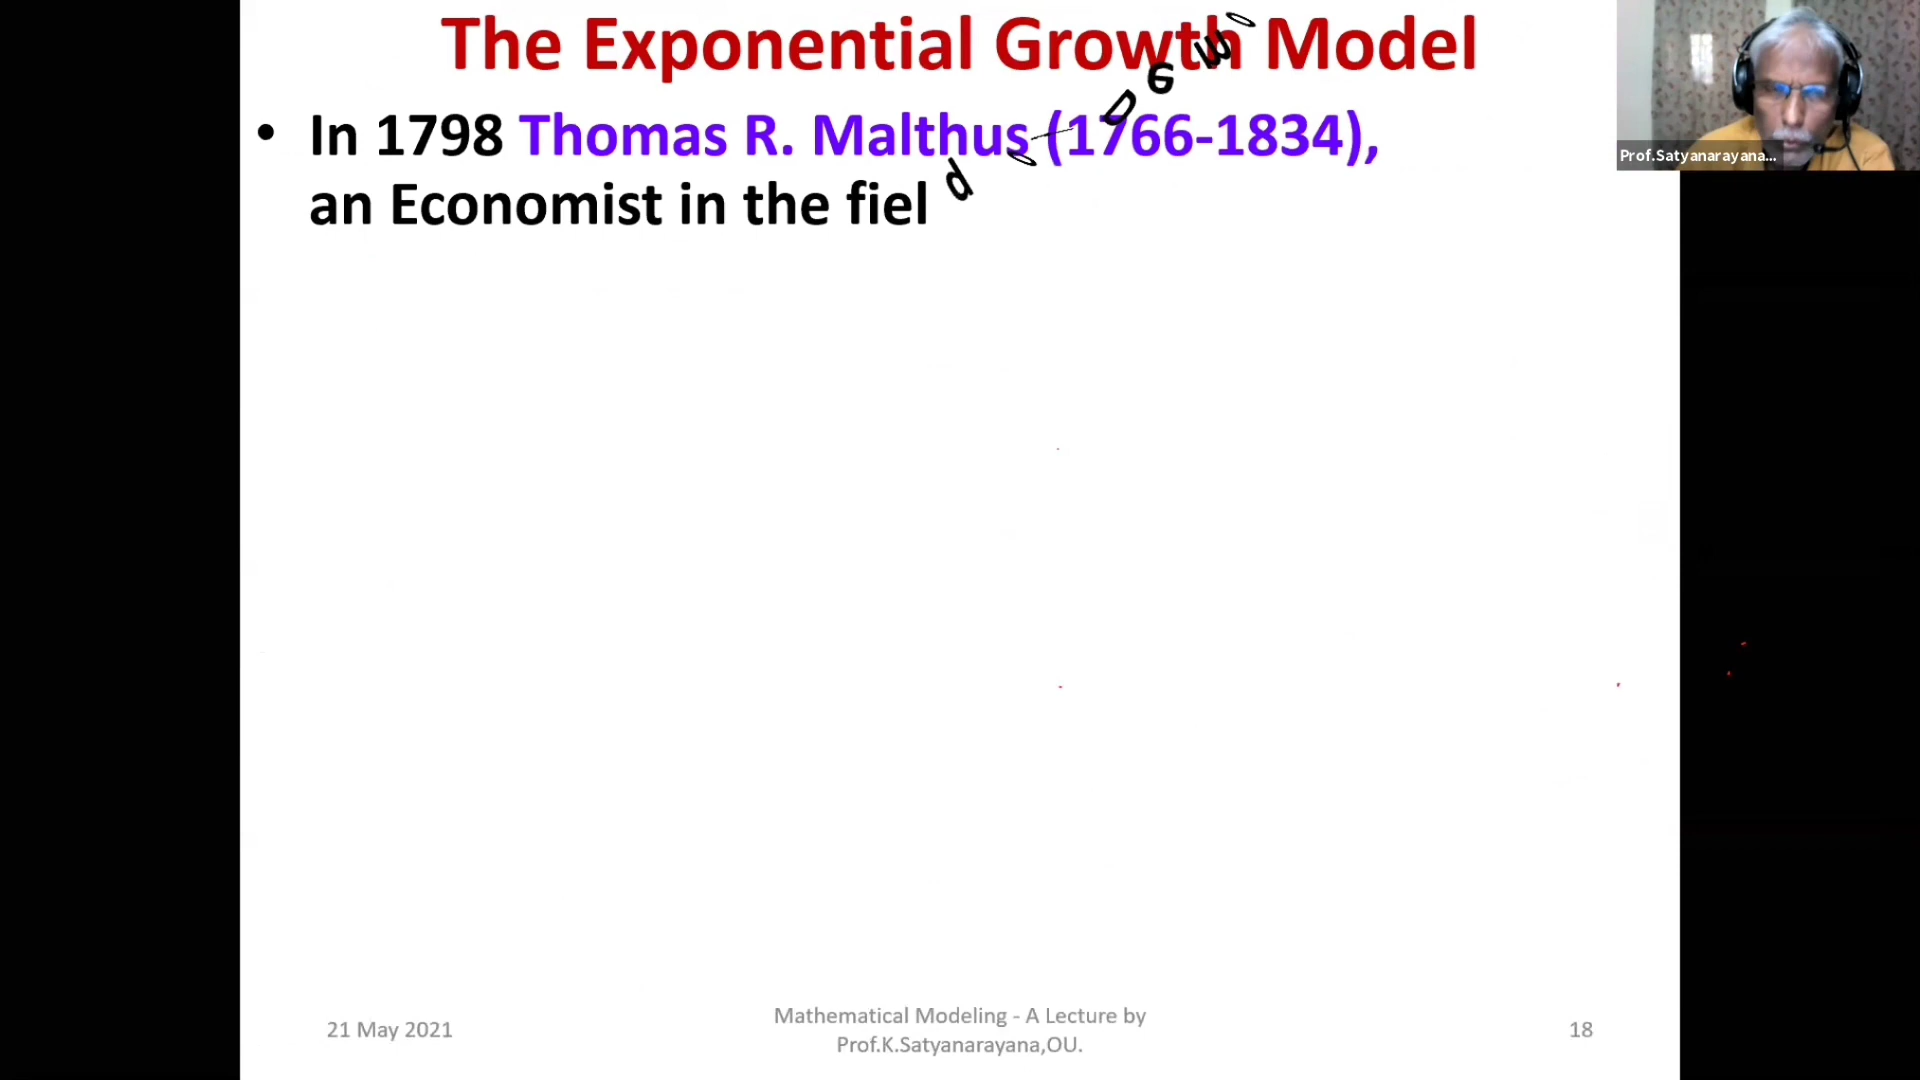 The Exponential Growth Model
• In 1798 Thomas R. Malthus (1766-1834),
an Economist in the field
Prof.Satyanarayana...
21 May 2021
Mathematical Modeling - A Lecture by
Prof.K.Satyanarayana,OU.
18